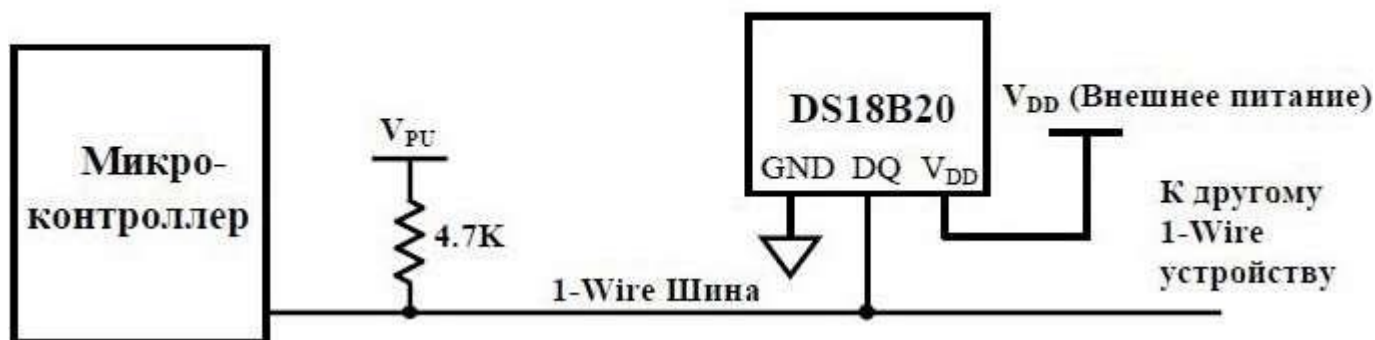 Микро-
контроллер
V_PU
4.7K
1-Wire Шина
DS18B20
GND DQ V_DD
V_DD (Внешнее питание)
К другому
1-Wire
устройству